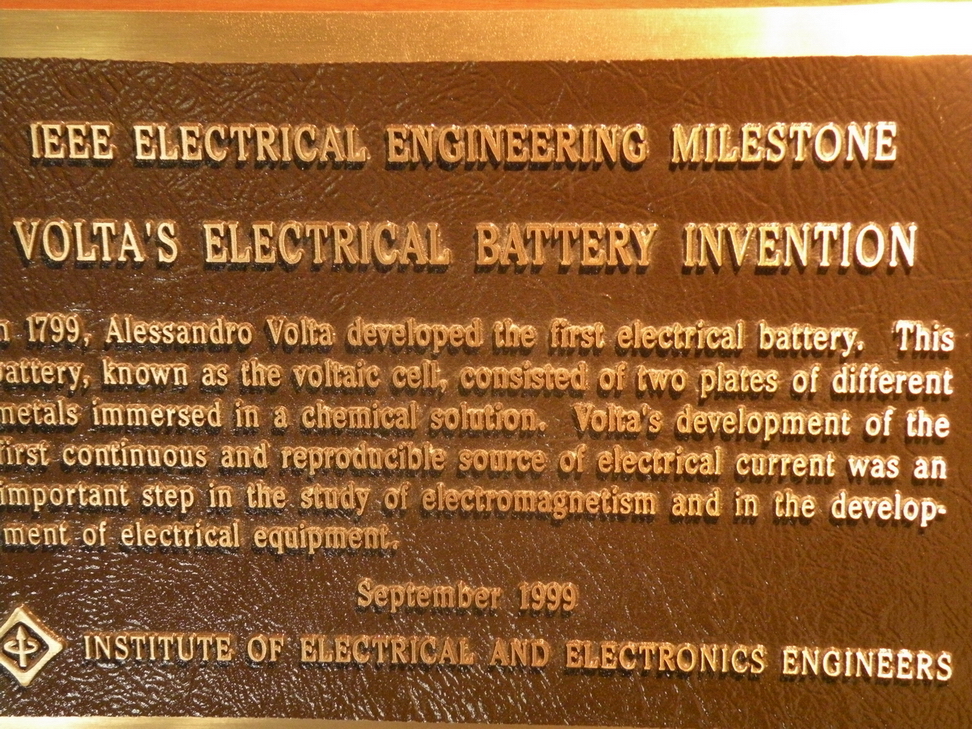 IEEE ELECTRICAL ENGINEERING MILESTONE
VOLTA'S ELECTRICAL BATTERY INVENTION
n 1799, Alessandro Volta developed the first electrical battery. This
battery, known as the voltaic cell, consisted of two plates of different
metals immersed in a chemical solution. Volta's development of the
first continuous and reproducible source of electrical current was an
important step in the study of electromagnetism and in the develop-
ment of electrical equipment.
September 1999
INSTITUTE OF ELECTRICAL AND ELECTRONICS ENGINEERS